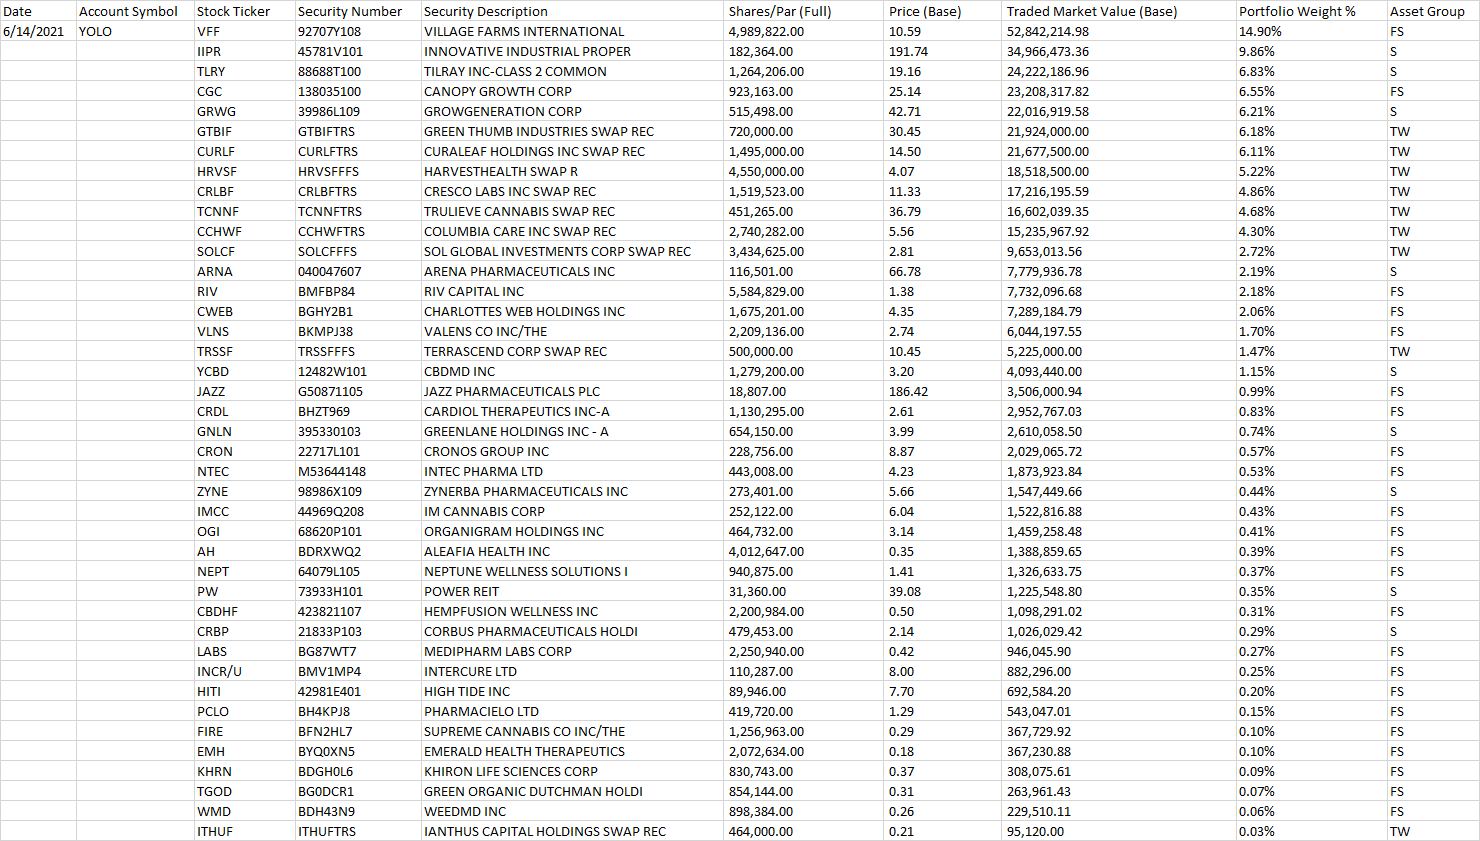 Date Account Symbol Stock Ticker Security Number Security Description Shares/Par (Full) Price (Base) Traded Market Value (Base) Portfolio Weight % Asset Group
6/14/2021 YOLO VFF 92707Y108 VILLAGE FARMS INTERNATIONAL 4,989,822.00 10.59 52,842,214.98 14.90% FS
IIPR 45781V101 INNOVATIVE INDUSTRIAL PROPER 182,364.00 191.74 34,966,473.36 9.86% S
TLRY 88688T100 TILRAY INC-CLASS 2 COMMON 1,264,206.00 19.16 24,222,186.96 6.83% S
CGC 138035100 CANOPY GROWTH CORP 923,163.00 25.14 23,208,317.82 6.55% FS
GRWG 39986L109 GROWGENERATION CORP 515,498.00 42.71 22,016,919.58 6.21% S
GTBIF GTBIFTRS GREEN THUMB INDUSTRIES SWAP REC 720,000.00 30.45 21,924,000.00 6.18% TW
CURLF CURLFTRS CURALEAF HOLDINGS INC SWAP REC 1,495,000.00 14.50 21,677,500.00 6.11% TW
HRVSF HRVSFFFS HARVESTHEALTH SWAP R 4,550,000.00 4.07 18,518,500.00 5.22% TW
CRLBF CRLBFTRS CRESCO LABS INC SWAP REC 1,519,523.00 11.33 17,216,195.59 4.86% TW
TCNNF TCNNFTRS TRULIEVE CANNABIS SWAP REC 451,265.00 36.79 16,602,039.35 4.68% TW
CCHWF CCHWFTRS COLUMBIA CARE INC SWAP REC 2,740,282.00 5.56 15,235,967.92 4.30% TW
SOLCF SOLCFFFS SOL GLOBAL INVESTMENTS CORP SWAP REC 3,434,625.00 2.81 9,653,013.56 2.72% TW
ARNA 040047607 ARENA PHARMACEUTICALS INC 116,501.00 66.78 7,779,936.78 2.19% S
RIV BMFBP84 RIV CAPITAL INC 5,584,829.00 1.38 7,732,096.68 2.18% FS
CWEB BGHY2B1 CHARLOTTES WEB HOLDINGS INC 1,675,201.00 4.35 7,289,184.79 2.06% FS
VLNS BKMPJ38 VALENS CO INC/THE 2,209,136.00 2.74 6,044,197.55 1.70% FS
TRSSF TRSSFFFS TERRASCEND CORP SWAP REC 500,000.00 10.45 5,225,000.00 1.47% TW
YCBD 12482W101 CBDMD INC 1,279,200.00 3.20 4,093,440.00 1.15% S
JAZZ G50871105 JAZZ PHARMACEUTICALS PLC 18,807.00 186.42 3,506,000.94 0.99% FS
CRDL BHZT969 CARDIOL THERAPEUTICS INC-A 1,130,295.00 2.61 2,952,767.03 0.83% FS
GNLN 395330103 GREENLANE HOLDINGS INC - A 654,150.00 3.99 2,610,058.50 0.74% S
CRON 22717L101 CRONOS GROUP INC 228,756.00 8.87 2,029,065.72 0.57% FS
NTEC M53644148 INTEC PHARMA LTD 443,008.00 4.23 1,873,923.84 0.53% FS
ZYNE 98986X109 ZYNERBA PHARMACEUTICALS INC 273,401.00 5.66 1,547,449.66 0.44% S
IMCC 44969Q208 IM CANNABIS CORP 252,122.00 6.04 1,522,816.88 0.43% FS
OGI 68620P101 ORGANIGRAM HOLDINGS INC 464,732.00 3.14 1,459,258.48 0.41% FS
AH BDRXWQ2 ALEAFIA HEALTH INC 4,012,647.00 0.35 1,388,859.65 0.39% FS
NEPT 64079L105 NEPTUNE WELLNESS SOLUTIONS I 940,875.00 1.41 1,326,633.75 0.37% FS
PW 73933H101 POWER REIT 31,360.00 39.08 1,225,548.80 0.35% S
CBDHF 423821107 HEMPFUSION WELLNESS INC 2,200,984.00 0.50 1,098,291.02 0.31% FS
CRBP 21833P103 CORBUS PHARMACEUTICALS HOLDI 479,453.00 2.14 1,026,029.42 0.29% S
LABS BG87WT7 MEDIPHARM LABS CORP 2,250,940.00 0.42 946,045.90 0.27% FS
INCR/U BMV1MP4 INTERCURE LTD 110,287.00 8.00 882,296.00 0.25% FS
HITI 42981E401 HIGH TIDE INC 89,946.00 7.70 692,584.20 0.20% FS
PCLO BH4KPJ8 PHARMACIELO LTD 419,720.00 1.29 543,047.01 0.15% FS
FIRE BFN2HL7 SUPREME CANNABIS CO INC/THE 1,256,963.00 0.29 367,729.92 0.10% FS
EMH BYQ0XN5 EMERALD HEALTH THERAPEUTICS 2,072,634.00 0.18 367,230.88 0.10% FS
KHRN BDGH0L6 KHIRON LIFE SCIENCES CORP 830,743.00 0.37 308,075.61 0.09% FS
TGOD BG0DCR1 GREEN ORGANIC DUTCHMAN HOLDI 854,144.00 0.31 263,961.43 0.07% FS
WMD BDH43N9 WEEDMD INC 898,384.00 0.26 229,510.11 0.06% FS
ITHUF ITHUFTRS IANTHUS CAPITAL HOLDINGS SWAP REC 464,000.00 0.21 95,120.00 0.03% TW